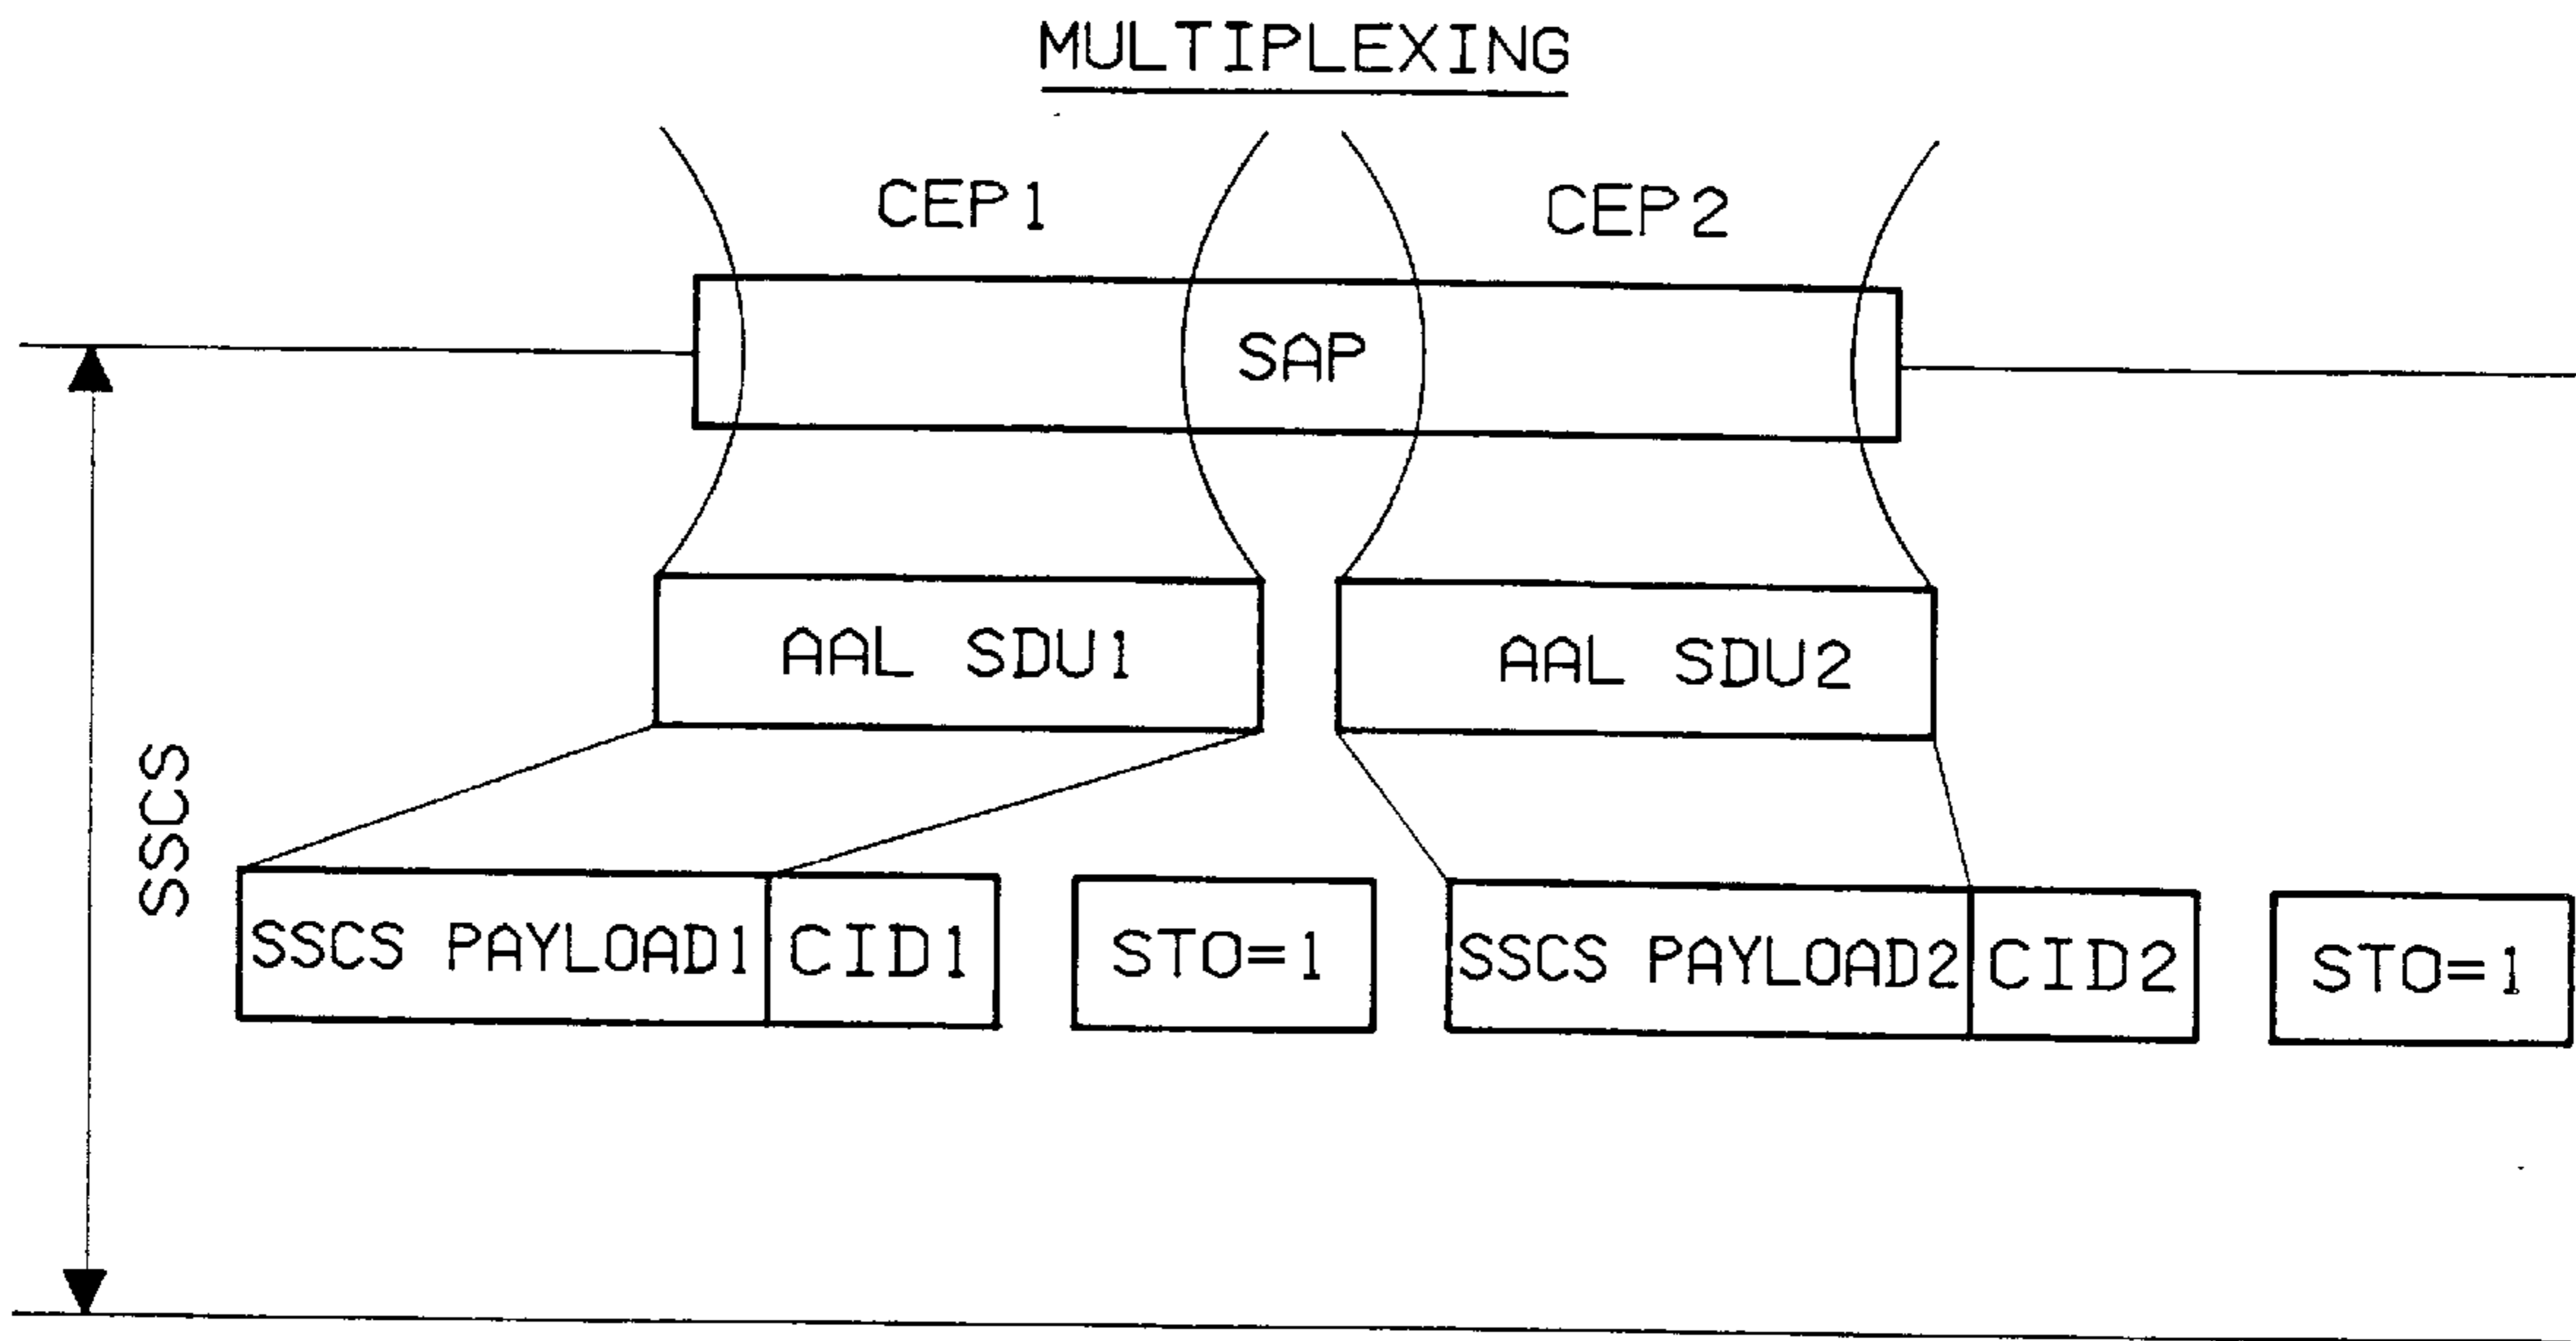 MULTIPLEXING
CEP1 CEP2
SAP
AAL SDU1 AAL SDU2
SSCS
SSCS PAYLOAD1 CID1 STO=1 SSCS PAYLOAD2 CID2 STO=1